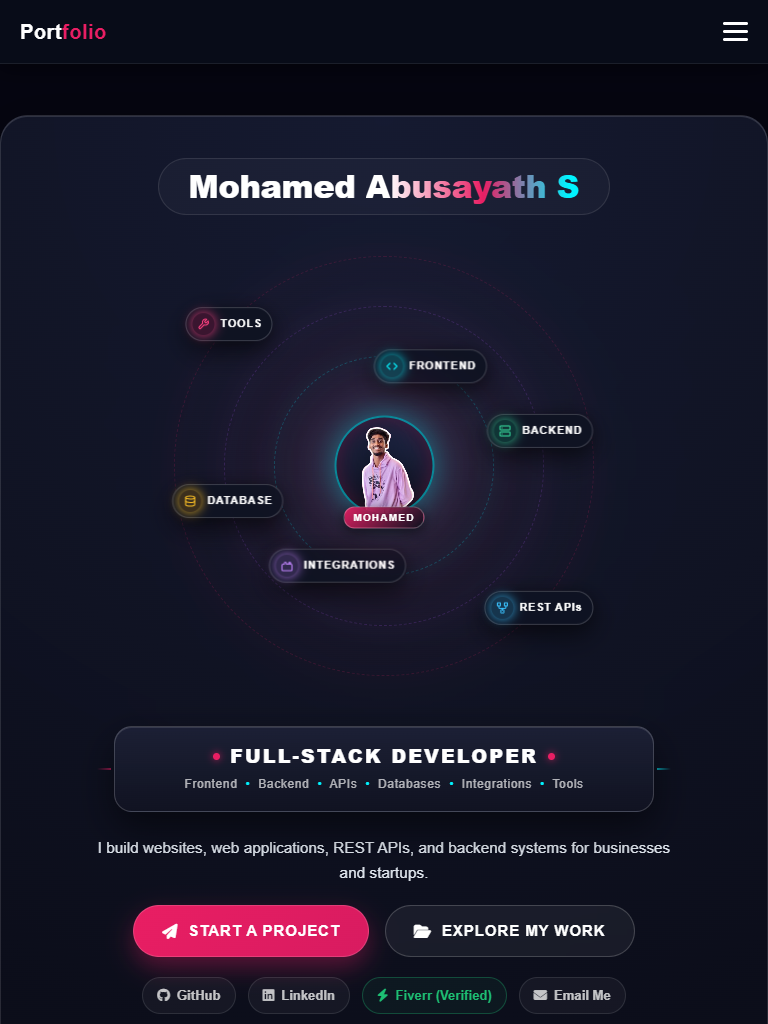 Portfolio
Mohamed Abusayath S
TOOLS
FRONTEND
BACKEND
DATABASE
MOHAMED
INTEGRATIONS
REST APIs
FULL-STACK DEVELOPER
Frontend • Backend • APIs • Databases • Integrations • Tools
I build websites, web applications, REST APIs, and backend systems for businesses
and startups.
START A PROJECT
EXPLORE MY WORK
GitHub
LinkedIn
Fiverr (Verified)
Email Me